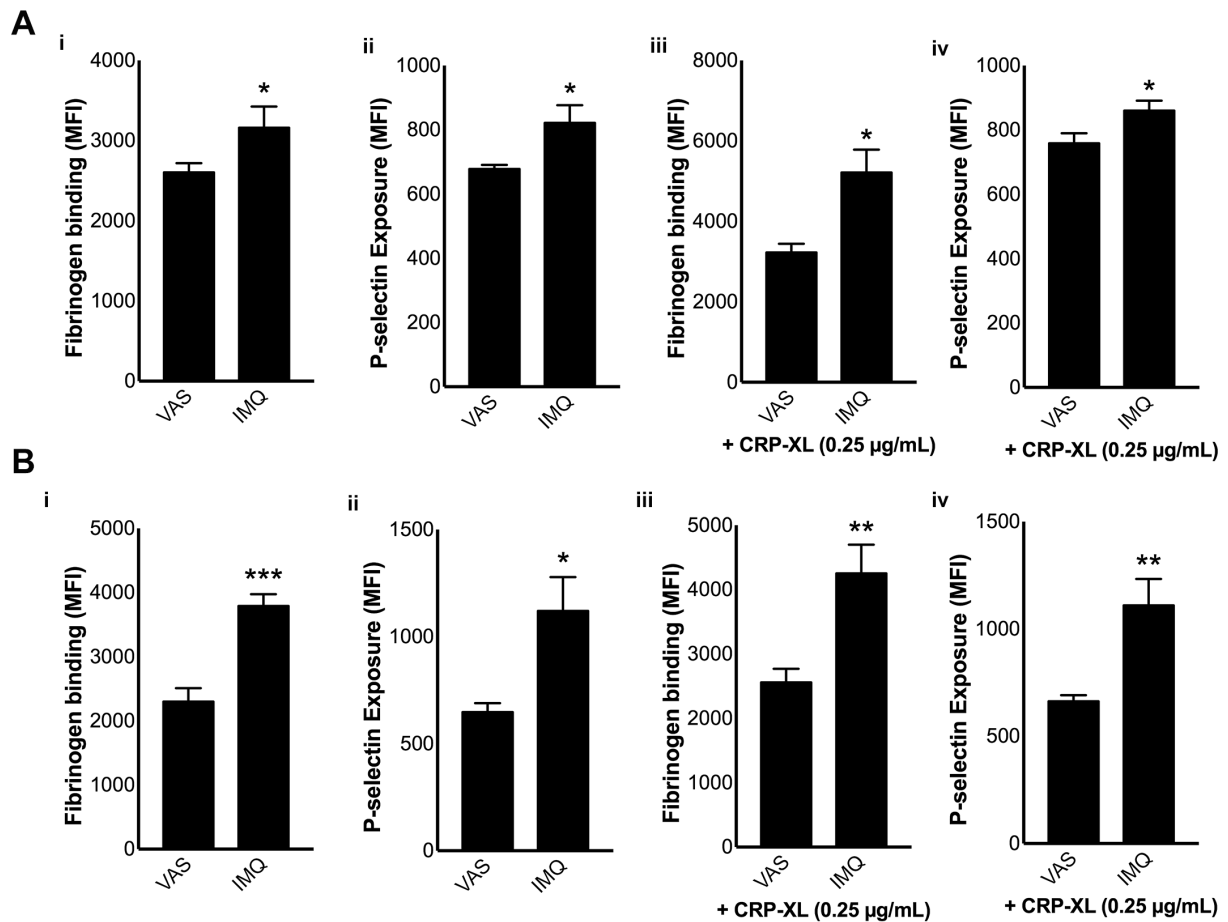 A
i
Fibrinogen binding (MFI)
4000
3000
2000
1000
0
*
VAS
IMQ
ii
P-selectin Exposure (MFI)
1000
800
600
400
200
0
*
VAS
IMQ
iii
Fibrinogen binding (MFI)
8000
6000
4000
2000
0
*
VAS
IMQ
+ CRP-XL (0.25 µg/mL)
iv
P-selectin Exposure (MFI)
1000
800
600
400
200
0
*
VAS
IMQ
+ CRP-XL (0.25 µg/mL)
B
i
Fibrinogen binding (MFI)
5000
4000
3000
2000
1000
0
***
VAS
IMQ
ii
P-selectin Exposure (MFI)
1500
1000
500
0
*
VAS
IMQ
iii
Fibrinogen binding (MFI)
5000
4000
3000
2000
1000
0
**
VAS
IMQ
+ CRP-XL (0.25 µg/mL)
iv
P-selectin Exposure (MFI)
1500
1000
500
0
**
VAS
IMQ
+ CRP-XL (0.25 µg/mL)